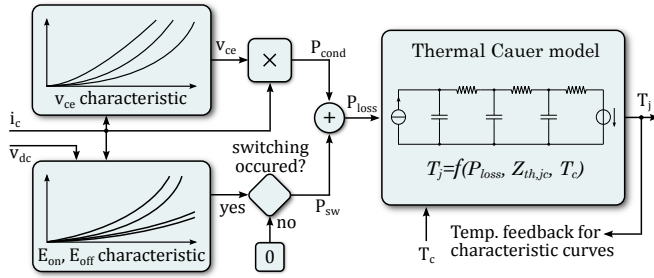 v_ce characteristic
v_ce
×
P_cond
i_c
v_dc
E_on, E_off characteristic
yes
switching
occured?
no
0
P_sw
+
P_loss
Thermal Cauer model
T_j=f(P_loss, Z_th,jc, T_c)
T_c
T_j
Temp. feedback for
characteristic curves